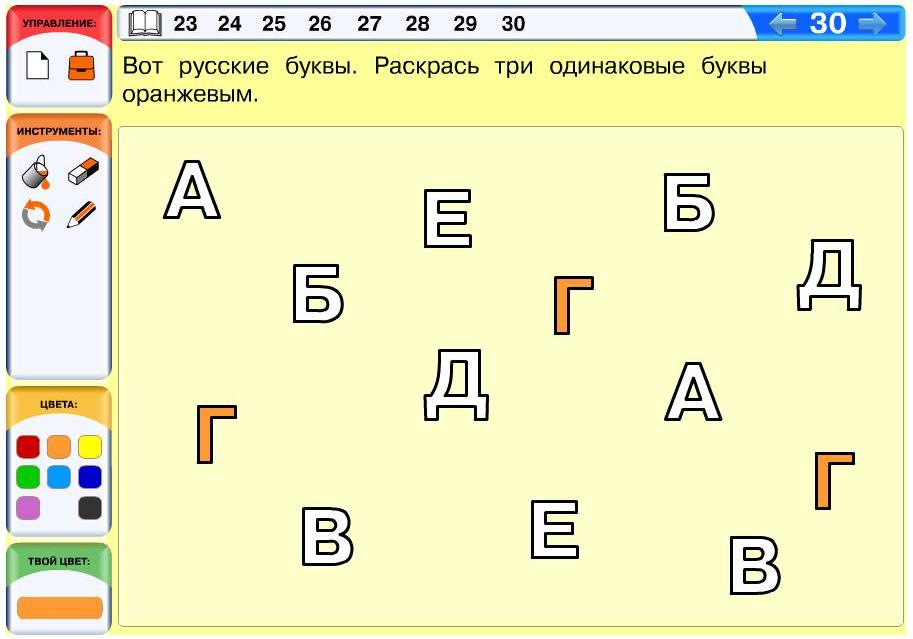 УПРАВЛЕНИЕ:
23 24 25 26 27 28 29 30
30
Вот русские буквы. Раскрась три одинаковые буквы
оранжевым.
ИНСТРУМЕНТЫ:
ЦВЕТА:
ТВОЙ ЦВЕТ:
А
Е
Б
Б
Г
Д
Д
А
Г
Г
В
Е
В